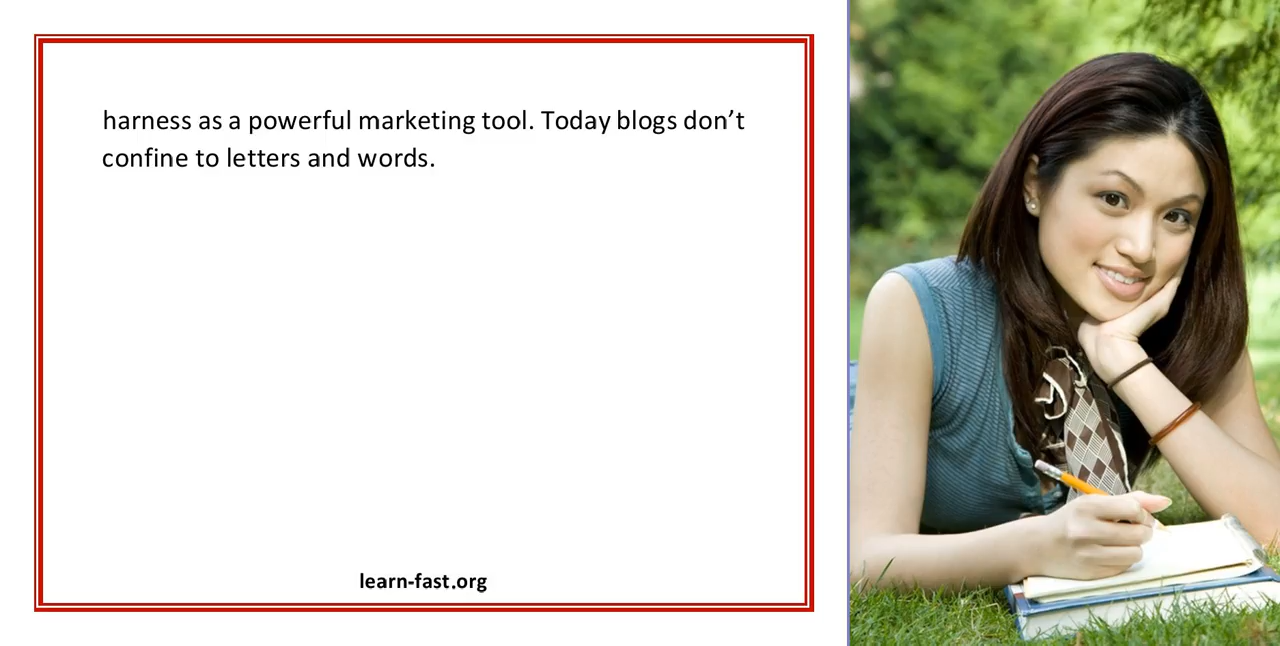 harness as a powerful marketing tool. Today blogs don’t
confine to letters and words.
learn-fast.org